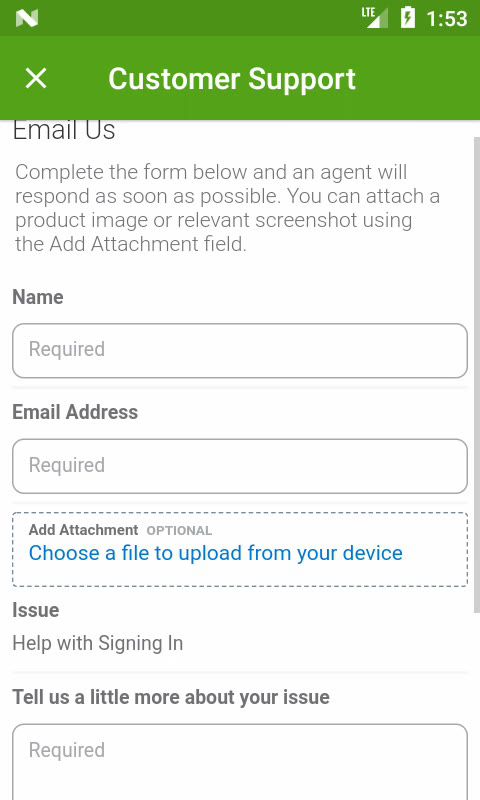 LTE 1:53
Customer Support
Email Us
Complete the form below and an agent will
respond as soon as possible. You can attach a
product image or relevant screenshot using
the Add Attachment field.
Name
Required
Email Address
Required
Add Attachment OPTIONAL
Choose a file to upload from your device
Issue
Help with Signing In
Tell us a little more about your issue
Required